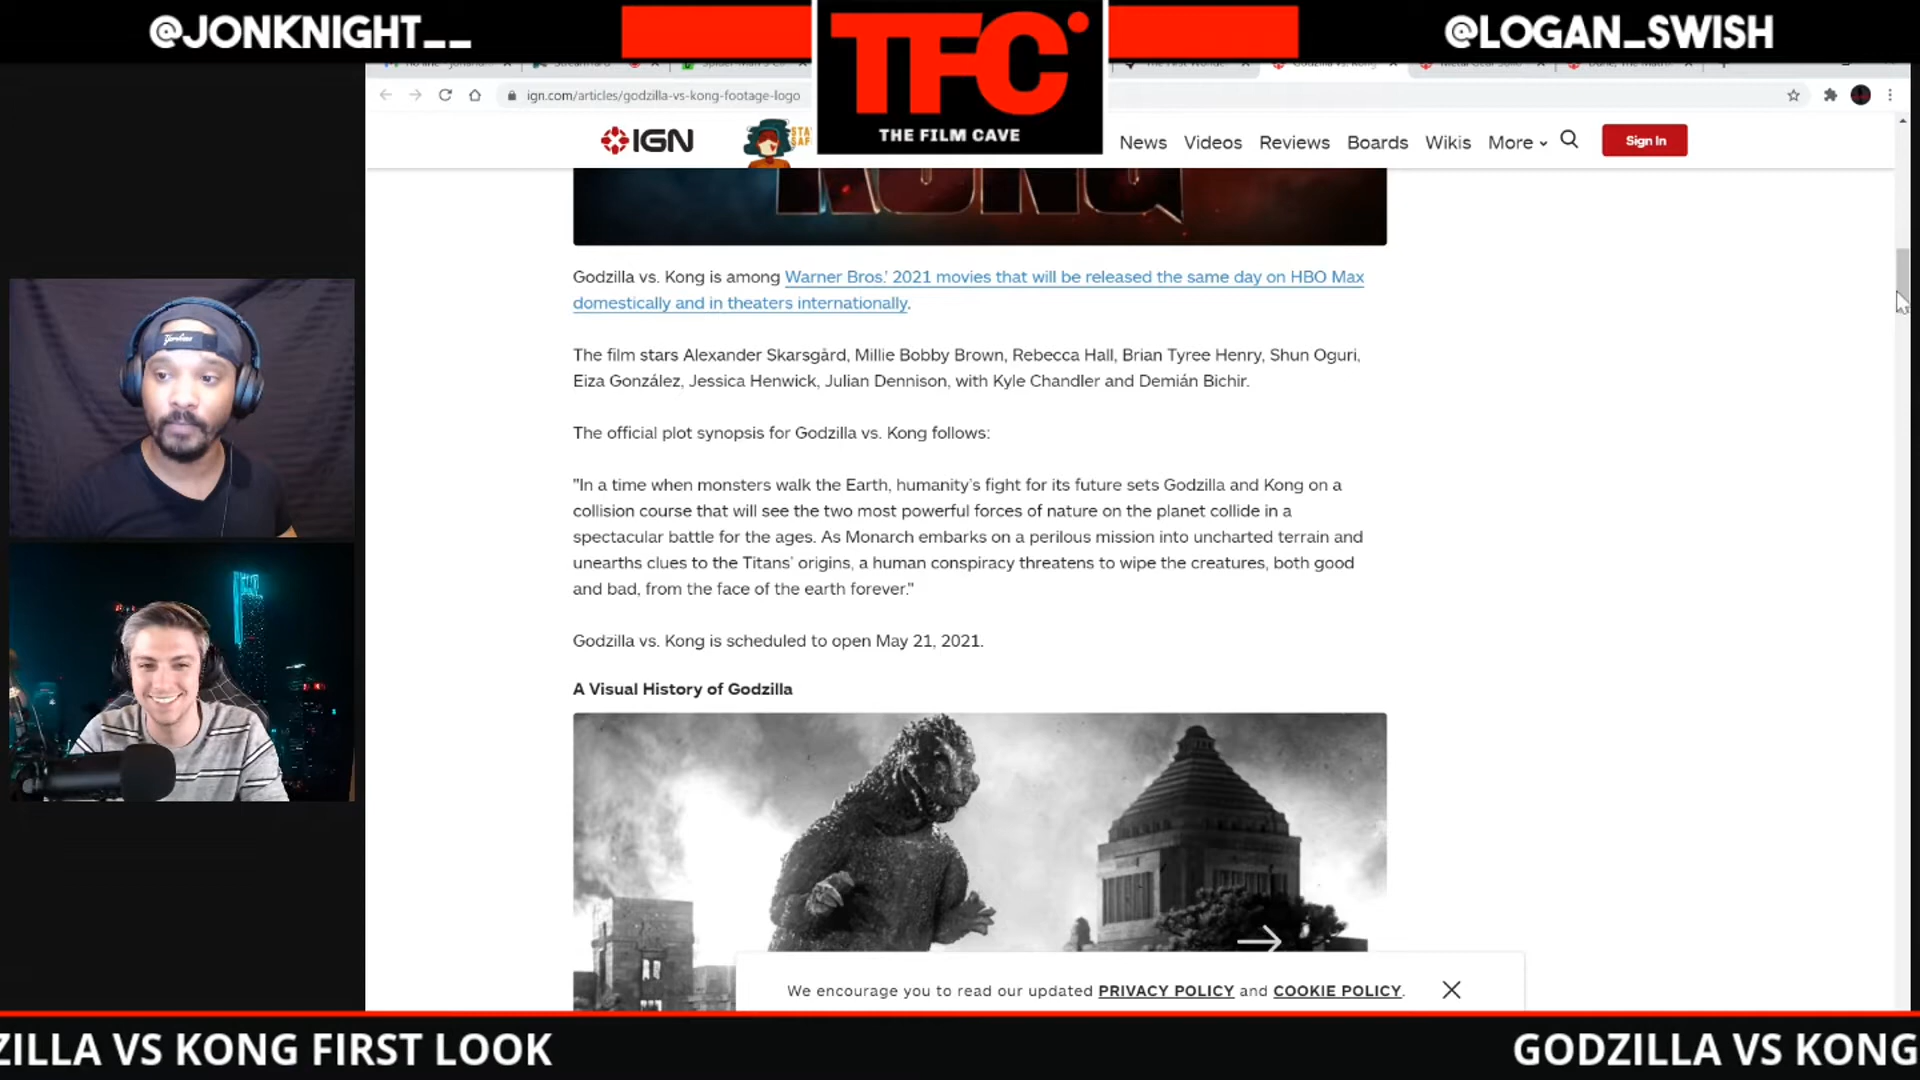 @JONKNIGHT__
TFC
THE FILM CAVE
@LOGAN_SWISH
ign.com/articles/godzilla-vs-kong-footage-logo
IGN
News Videos Reviews Boards Wikis More Sign In
KONG
Godzilla vs. Kong is among Warner Bros.' 2021 movies that will be released the same day on HBO Max
domestically and in theaters internationally.
The film stars Alexander Skarsgård, Millie Bobby Brown, Rebecca Hall, Brian Tyree Henry, Shun Oguri,
Eiza González, Jessica Henwick, Julian Dennison, with Kyle Chandler and Demián Bichir.
The official plot synopsis for Godzilla vs. Kong follows:
"In a time when monsters walk the Earth, humanity's fight for its future sets Godzilla and Kong on a
collision course that will see the two most powerful forces of nature on the planet collide in a
spectacular battle for the ages. As Monarch embarks on a perilous mission into uncharted terrain and
unearths clues to the Titans' origins, a human conspiracy threatens to wipe the creatures, both good
and bad, from the face of the earth forever."
Godzilla vs. Kong is scheduled to open May 21, 2021.
A Visual History of Godzilla
We encourage you to read our updated PRIVACY POLICY and COOKIE POLICY.
ZILLA VS KONG FIRST LOOK
GODZILLA VS KONG